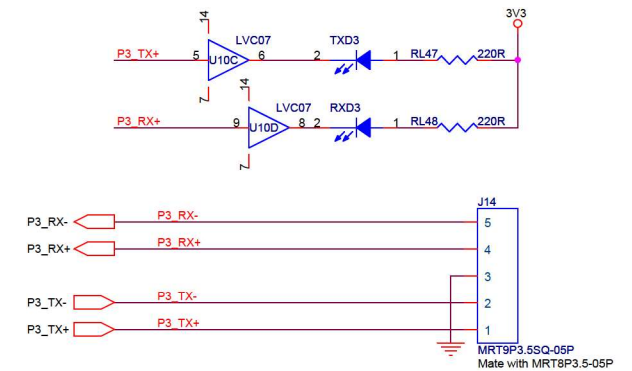 3V3
14
LVC07
TXD3
P3_TX+
5
U10C
6
2
1
RL47
220R
7
14
LVC07
RXD3
P3_RX+
9
U10D
8
2
1
RL48
220R
7
J14
P3_RX-
P3_RX-
5
P3_RX+
P3_RX+
4
3
P3_TX-
P3_TX-
2
P3_TX+
P3_TX+
1
MRT9P3.5SQ-05P
Mate with MRT8P3.5-05P